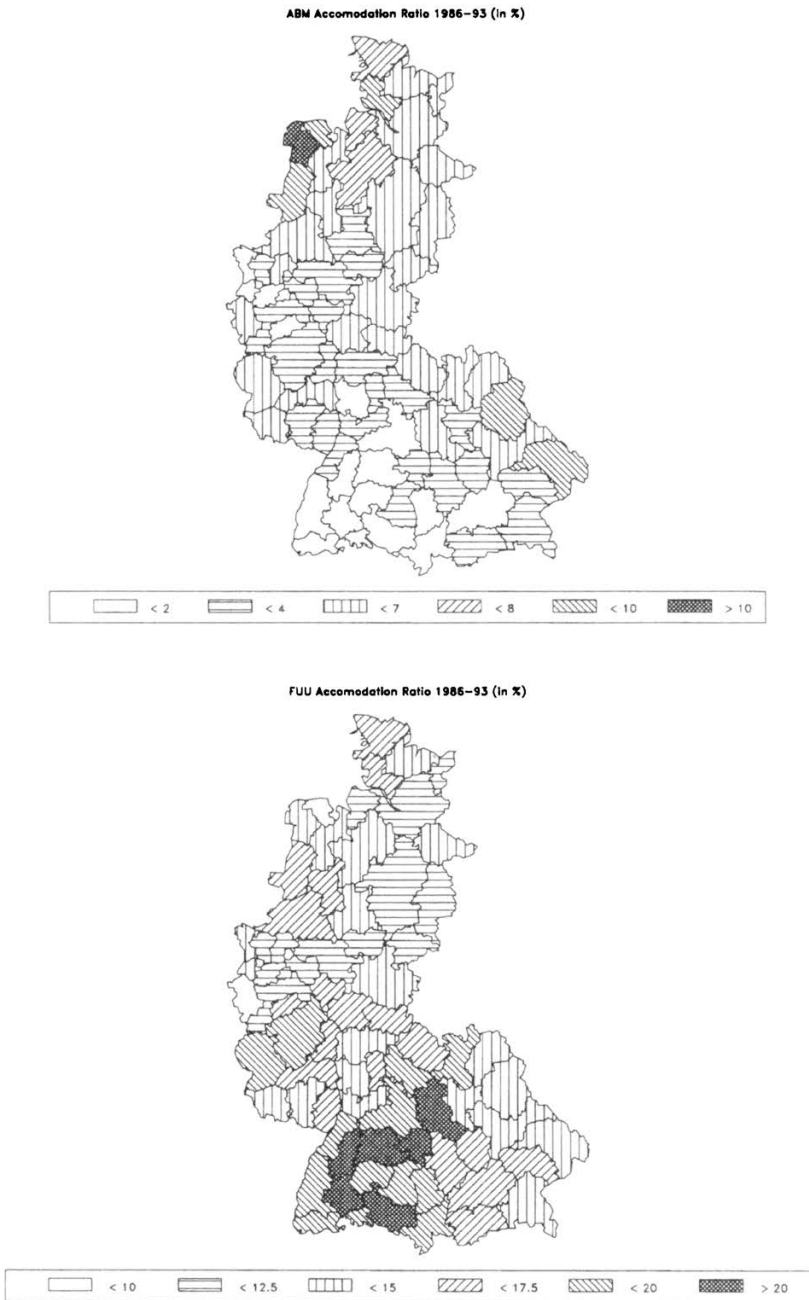 ABM Accomodation Ratio 1986-93 (in %)
< 2 < 4 < 7 < 8 < 10 > 10
FUU Accomodation Ratio 1986-93 (in %)
< 10 < 12.5 < 15 < 17.5 < 20 > 20